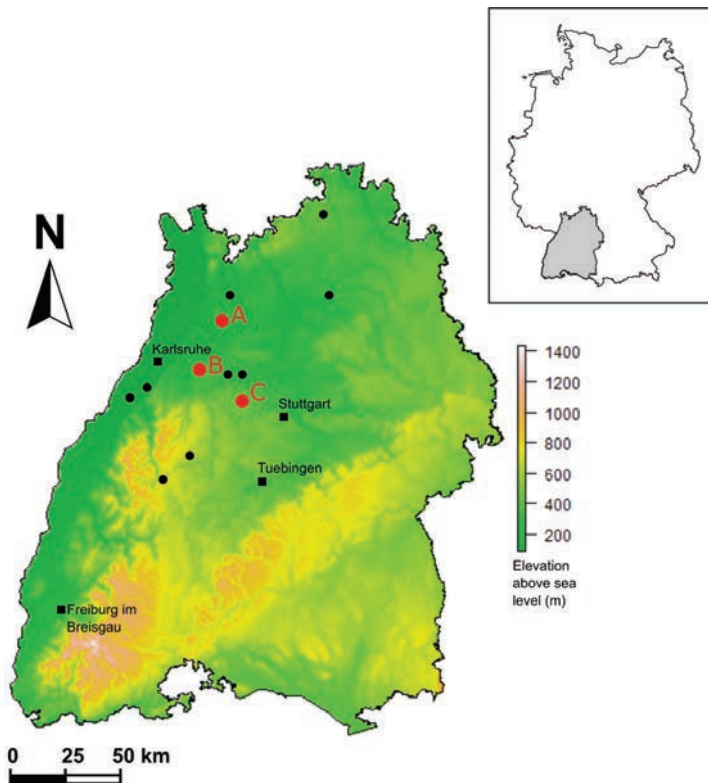 N
A
Karlsruhe
B
C
Stuttgart
Tuebingen
Freiburg im
Breisgau
0 25 50 km
1400
1200
1000
800
600
400
200
Elevation
above sea
level (m)